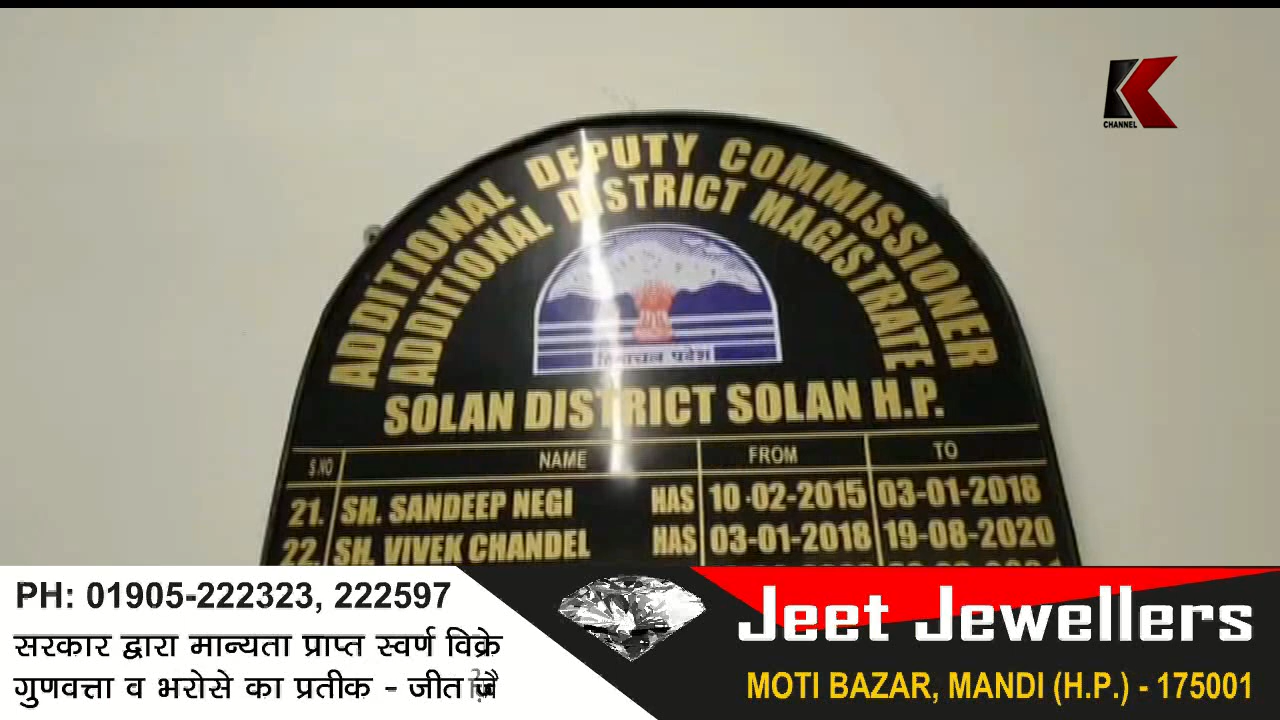 CHANNEL
ADDITIONAL DEPUTY COMMISSIONER
ADDITIONAL DISTRICT MAGISTRATE
हिमाचल प्रदेश
SOLAN DISTRICT SOLAN H.P.
S.NO NAME FROM TO
21. SH. SANDEEP NEGI HAS 10-02-2015 03-01-2018
22. SH. VIVEK CHANDEL HAS 03-01-2018 19-08-2020
PH: 01905-222323, 222597
सरकार द्वारा मान्यता प्राप्त स्वर्ण विक्रे
गुणवत्ता व भरोसे का प्रतीक - जीत
Jeet Jewellers
MOTI BAZAR, MANDI (H.P.) - 175001